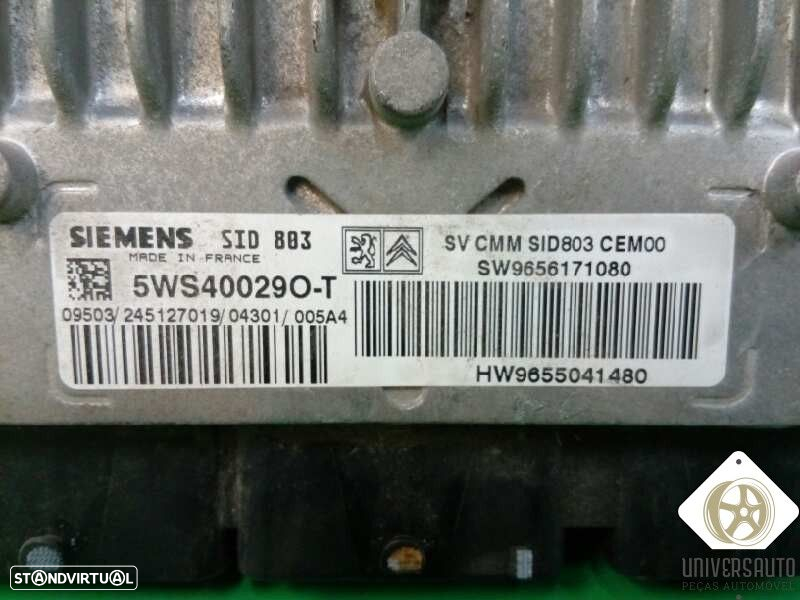 SIEMENS SID 803
MADE IN FRANCE
5WS40029O-T
09503/245127019/04301/005A4
SV CMM SID803 CEM00
SW9656171080
HW9655041480
STANDVIRTUAL
UNIVERSAUTO
PEÇAS AUTOMÓVEL